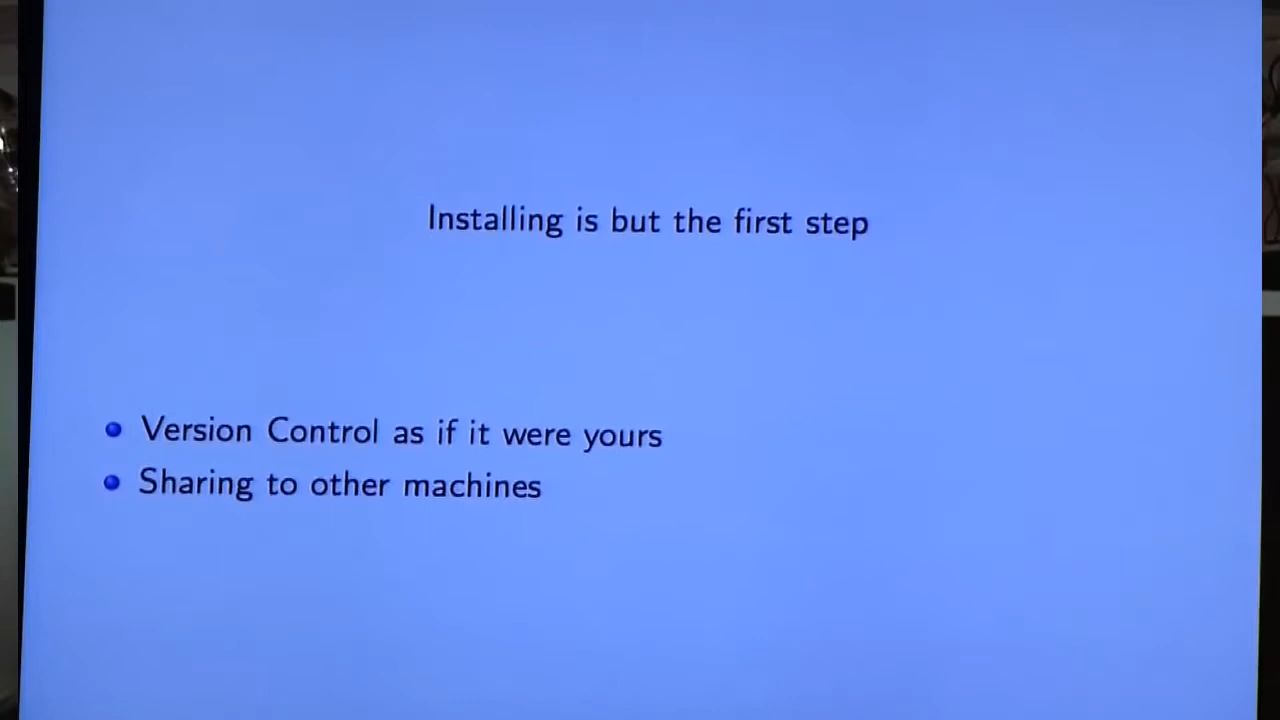 Installing is but the first step
Version Control as if it were yours
Sharing to other machines